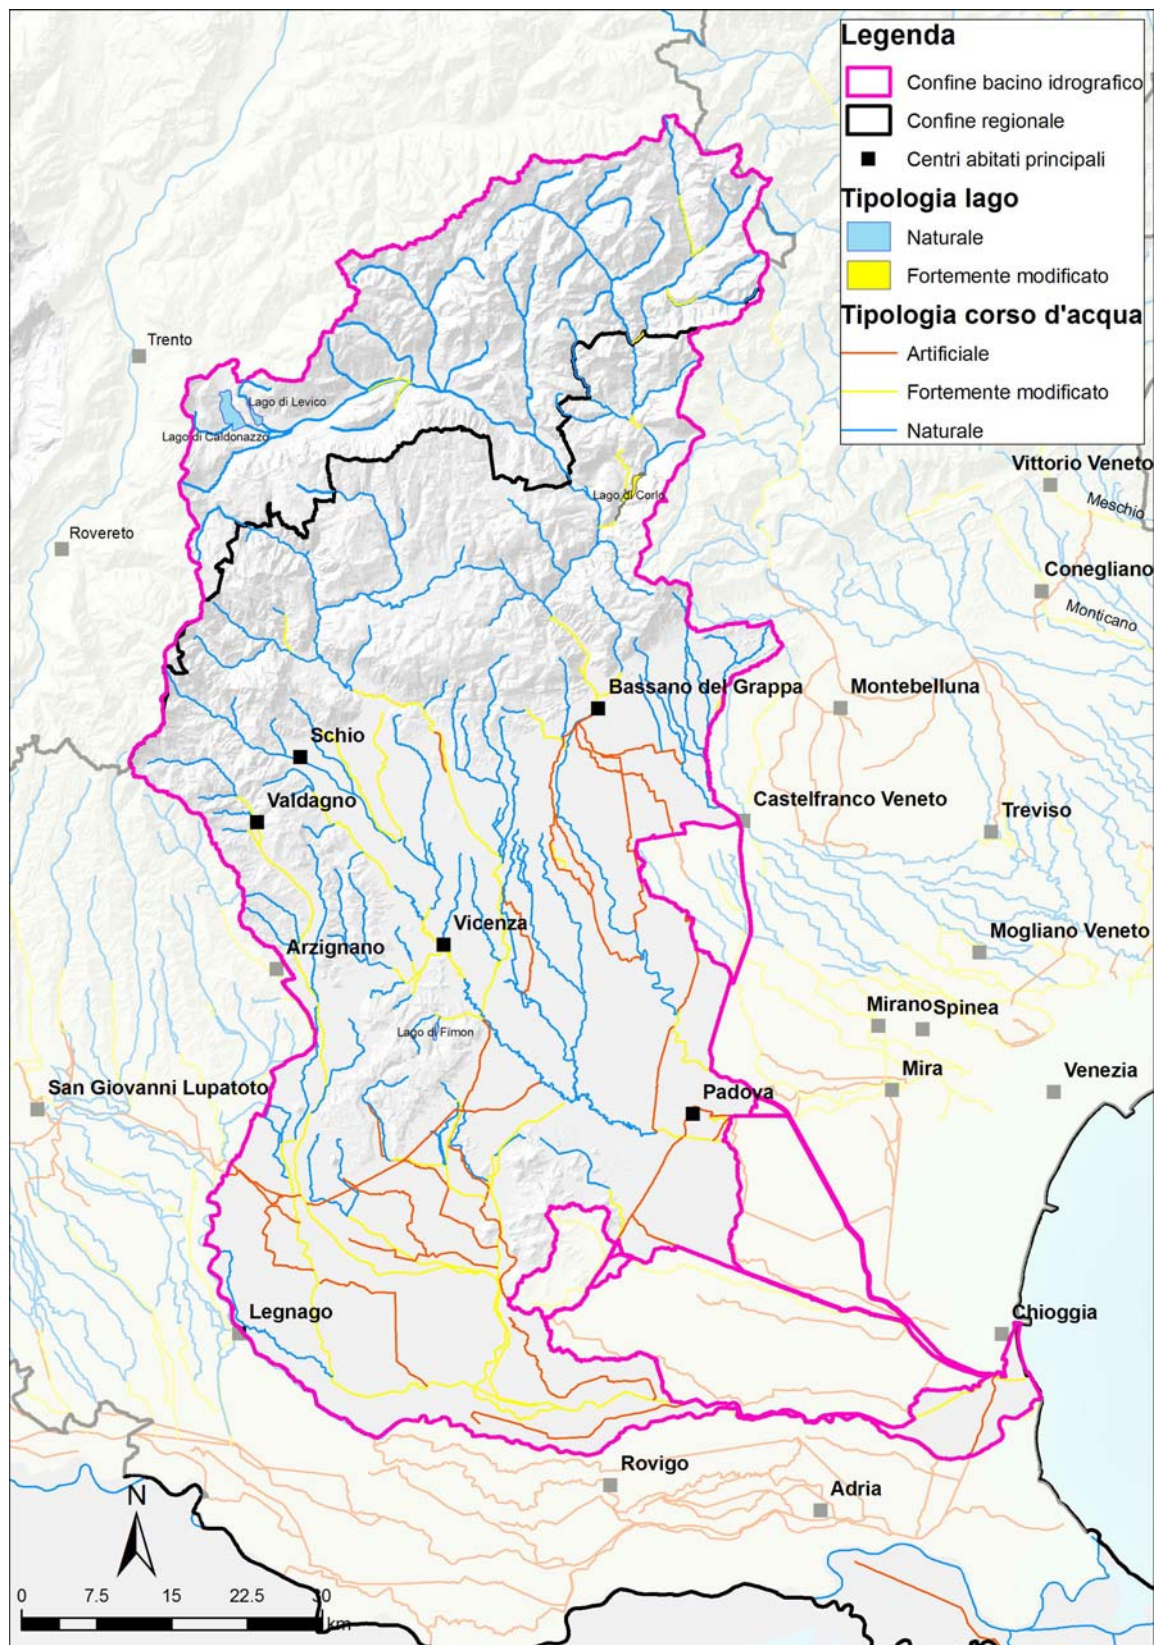 Legenda
Confine bacino idrografico
Confine regionale
Centri abitati principali
Tipologia lago
Naturale
Fortemente modificato
Tipologia corso d'acqua
Artificiale
Fortemente modificato
Naturale
Trento
Lago di Levico
Lago di Caldonazzo
Lago di Corlo
Vittorio Veneto
Meschio
Rovereto
Conegliano
Monticano
Bassano del Grappa
Montebelluna
Schio
Valdagno
Castelfranco Veneto
Treviso
Vicenza
Arzignano
Mogliano Veneto
Lago di Fimon
Mirano
Spinea
San Giovanni Lupatoto
Mira
Venezia
Padova
Legnago
Chioggia
Rovigo
Adria
N
0 7.5 15 22.5 30
km